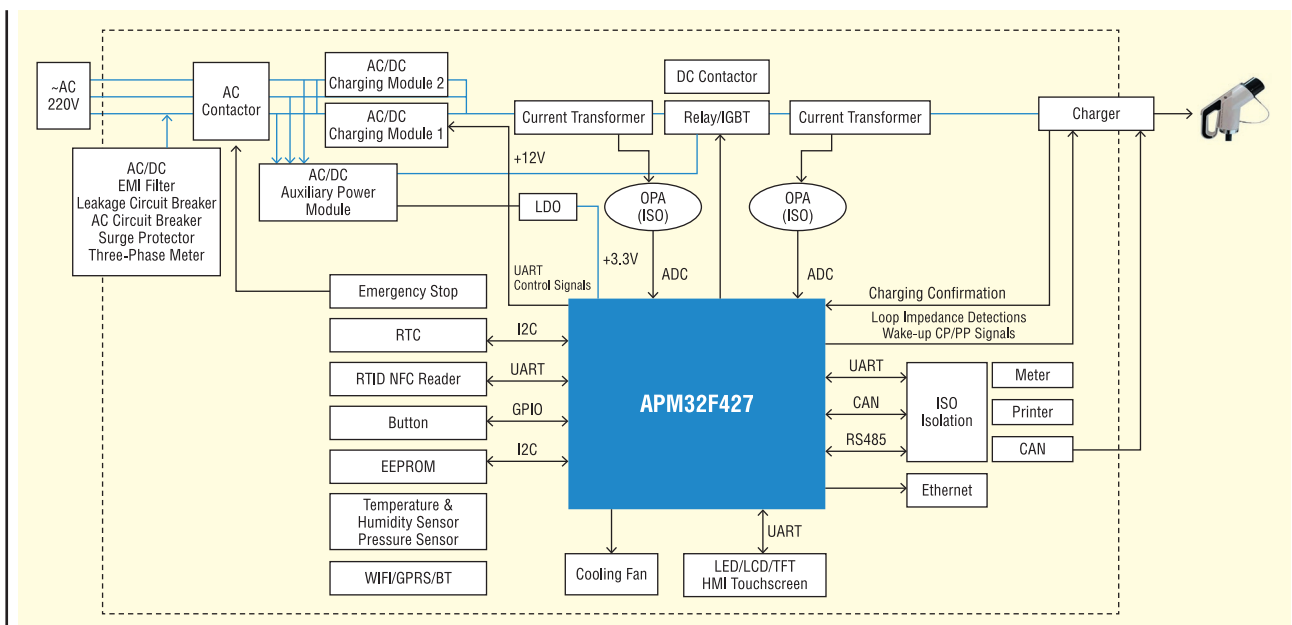 ~AC
220V
AC
Contactor
AC/DC
Charging Module 2
AC/DC
Charging Module 1
DC Contactor
Current Transformer
Relay/IGBT
Current Transformer
Charger
AC/DC
EMI Filter
Leakage Circuit Breaker
AC Circuit Breaker
Surge Protector
Three-Phase Meter
AC/DC
Auxiliary Power
Module
+12V
LDO
OPA
(ISO)
OPA
(ISO)
+3.3V
ADC
ADC
UART
Control Signals
Emergency Stop
Charging Confirmation
Loop Impedance Detections
Wake-up CP/PP Signals
RTC
I2C
RTID NFC Reader
UART
Button
GPIO
EEPROM
I2C
Temperature &
Humidity Sensor
Pressure Sensor
WIFI/GPRS/BT
APM32F427
UART
CAN
RS485
ISO
Isolation
Meter
Printer
CAN
Ethernet
UART
Cooling Fan
LED/LCD/TFT
HMI Touchscreen